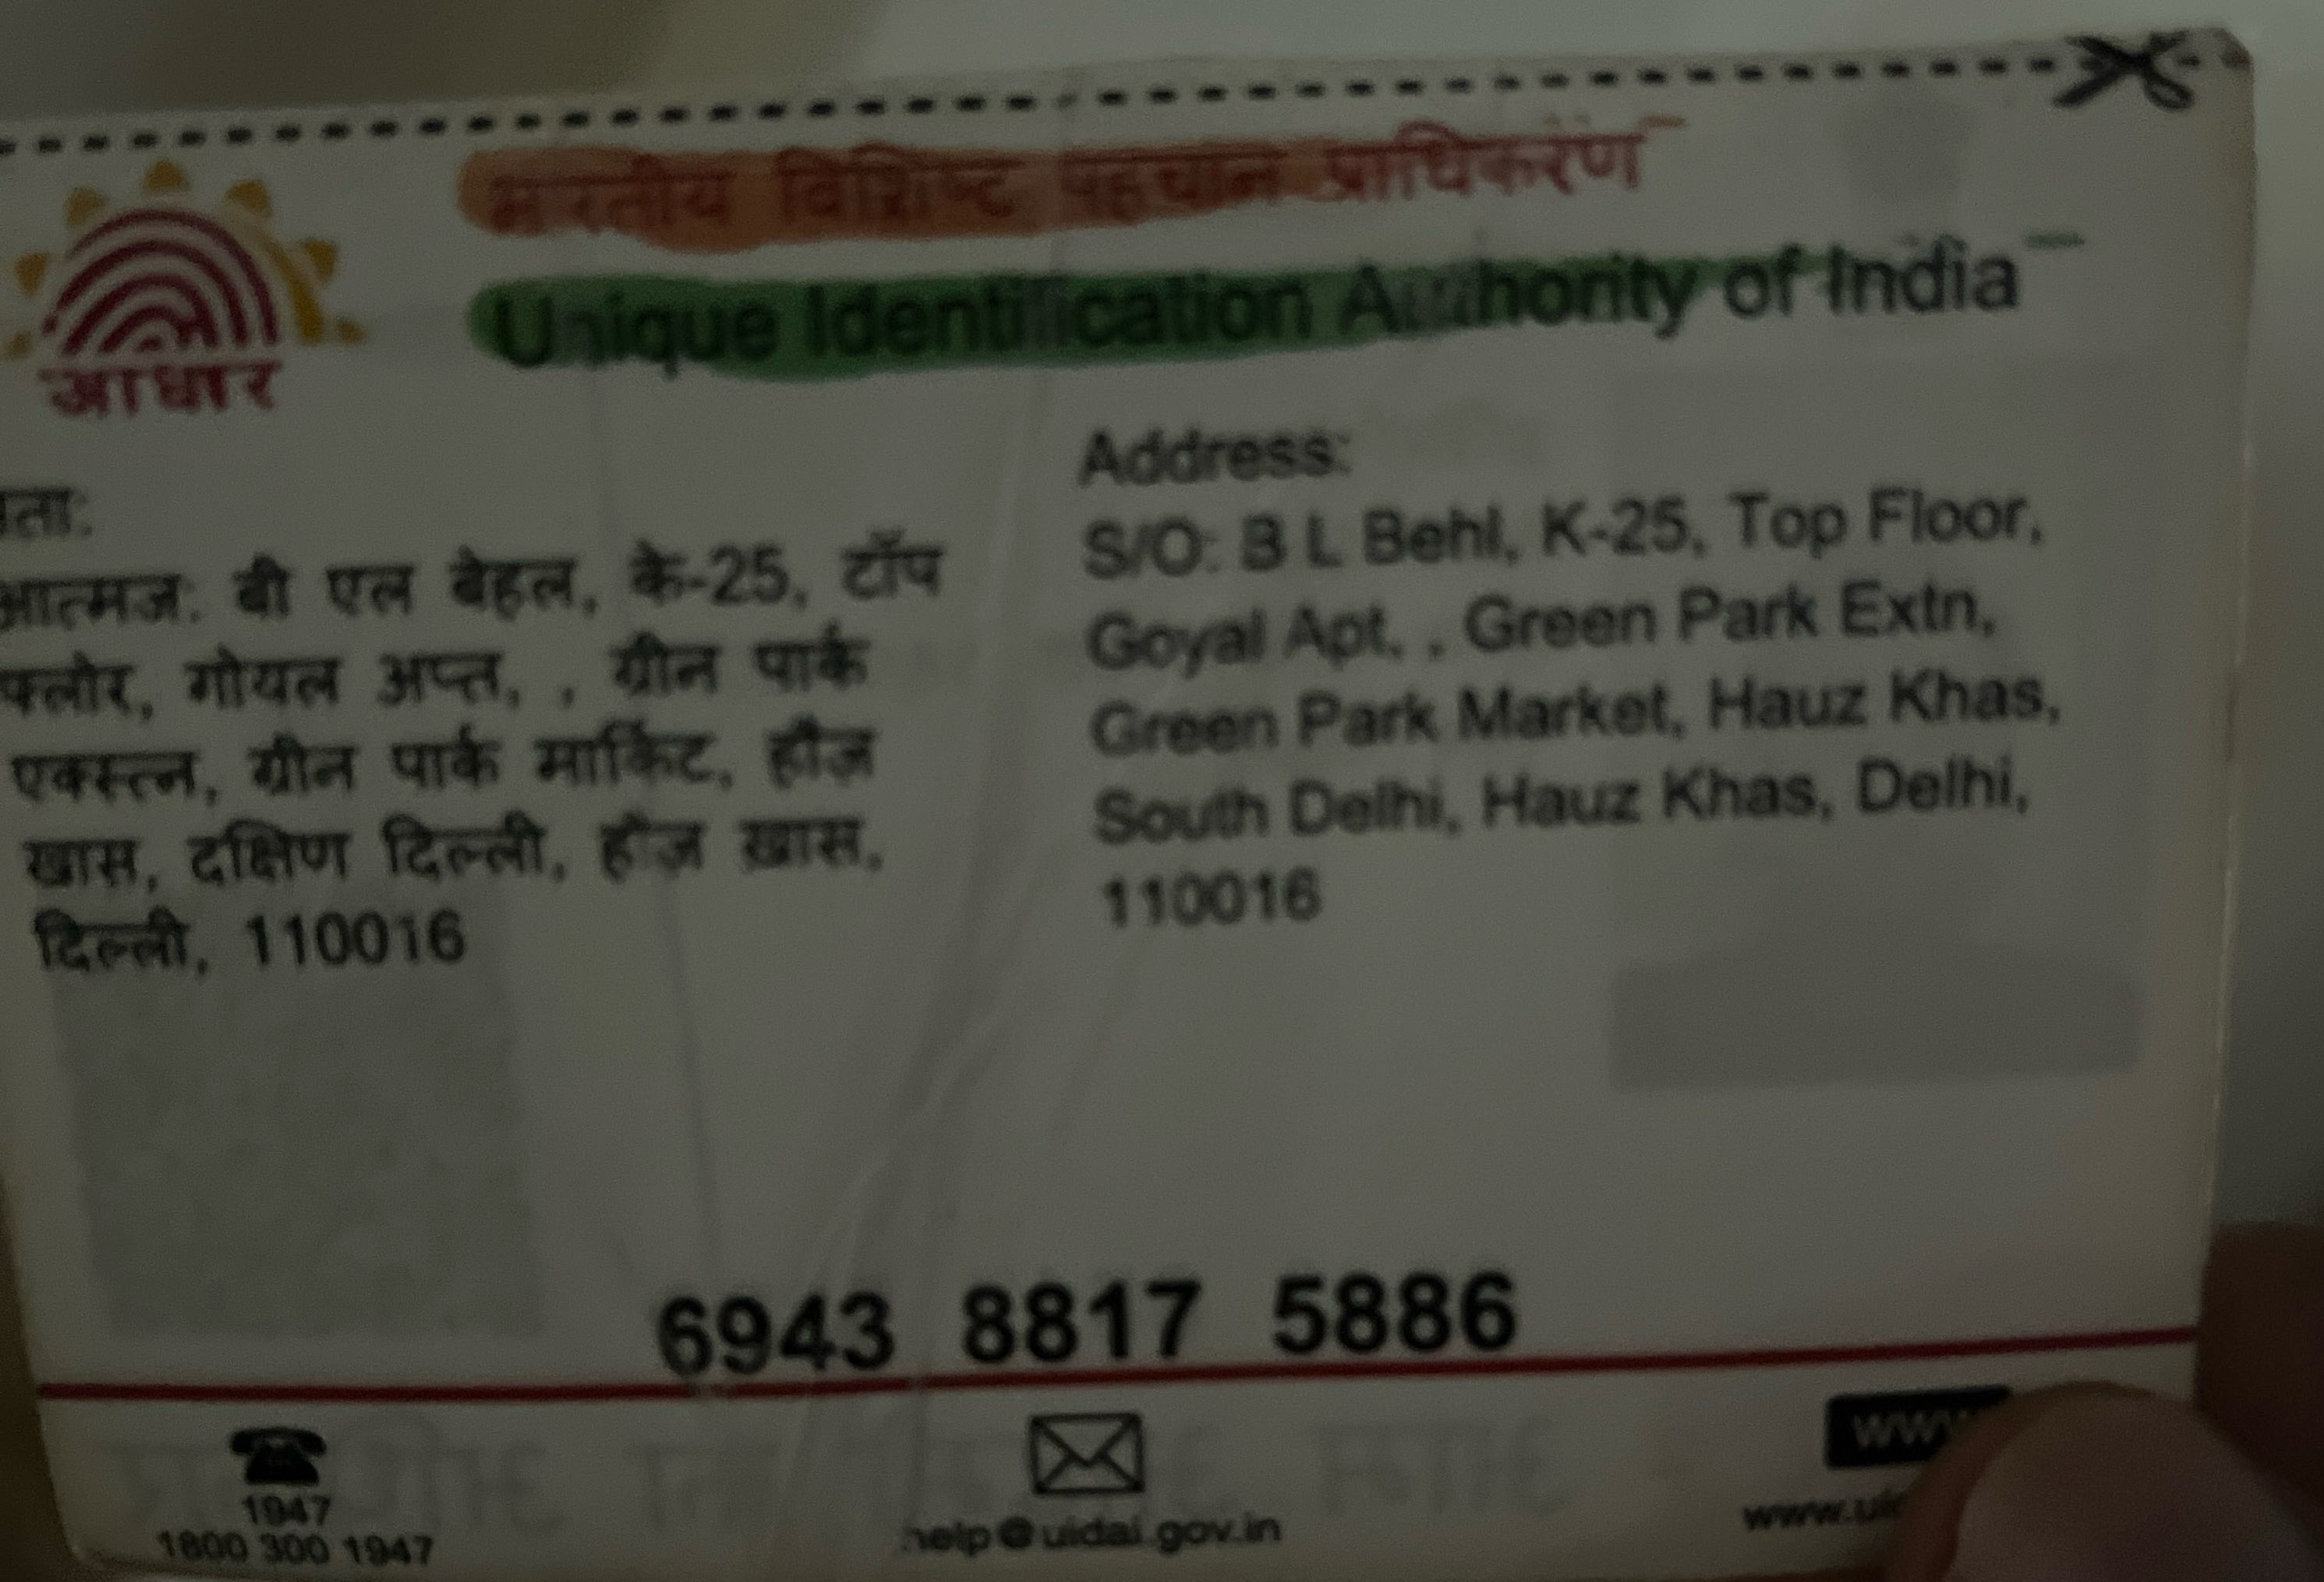 भारतीय विशिष्ट पहचान प्राधिकरण
Unique Identification Authority of India
आधार
पता:
आत्मज: बी एल बेहल, के-25, टॉप
फ्लोर, गोयल अप्त, , ग्रीन पार्क
एक्स्त्न, ग्रीन पार्क मार्किट, हौज़
खास, दक्षिण दिल्ली, हौज़ ख़ास,
दिल्ली, 110016
Address:
S/O: B L Behl, K-25, Top Floor,
Goyal Apt, , Green Park Extn,
Green Park Market, Hauz Khas,
South Delhi, Hauz Khas, Delhi,
110016
6943 8817 5886
1947
1800 300 1947
help@uidai.gov.in